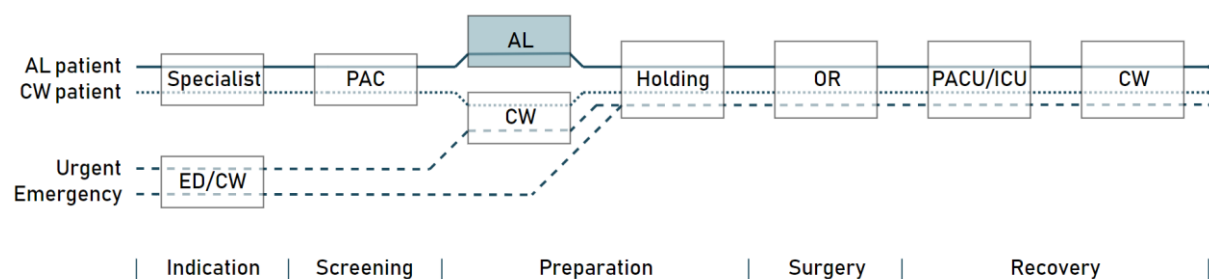 AL
AL patient
Specialist
PAC
Holding
OR
PACU/ICU
CW
CW patient
CW
Urgent
ED/CW
Emergency
Indication
Screening
Preparation
Surgery
Recovery